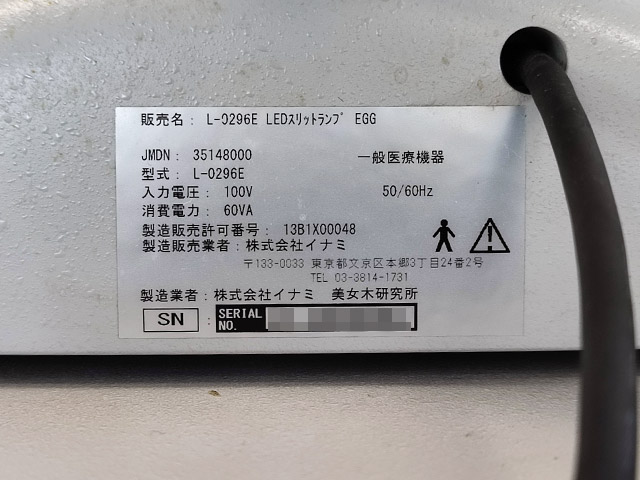 販売名: L-0296E LEDｽﾘｯﾄﾗﾝﾌﾟ EGG
JMDN: 35148000 一般医療機器
型式: L-0296E
入力電圧: 100V 50/60Hz
消費電力: 60VA
製造販売許可番号: 13B1X00048
製造販売業者:株式会社イナミ
〒133-0033 東京都文京区本郷3丁目24番2号
TEL 03-3814-1731
製造業者:株式会社イナミ 美女木研究所
SN : SERIAL NO.